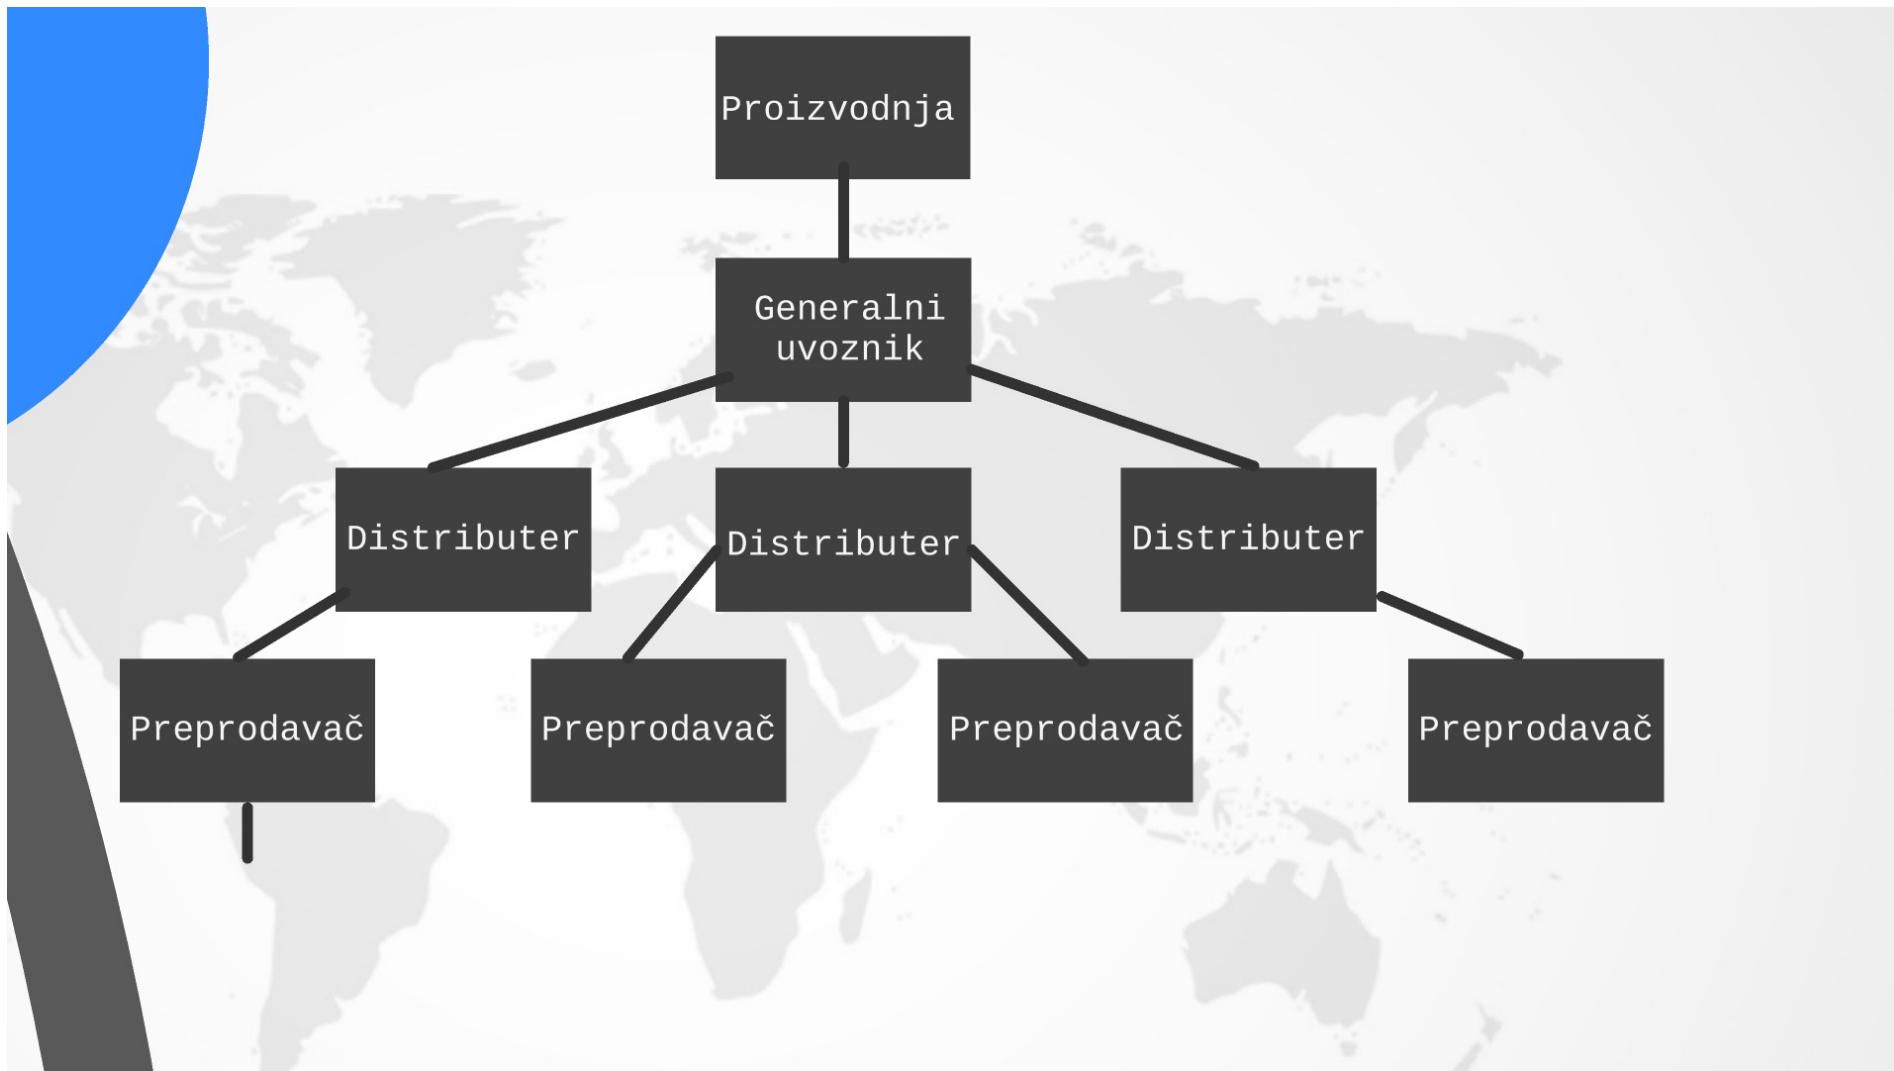 Proizvodnja
Generalni
uvoznik
Distributer
Distributer
Distributer
Preprodavač
Preprodavač
Preprodavač
Preprodavač